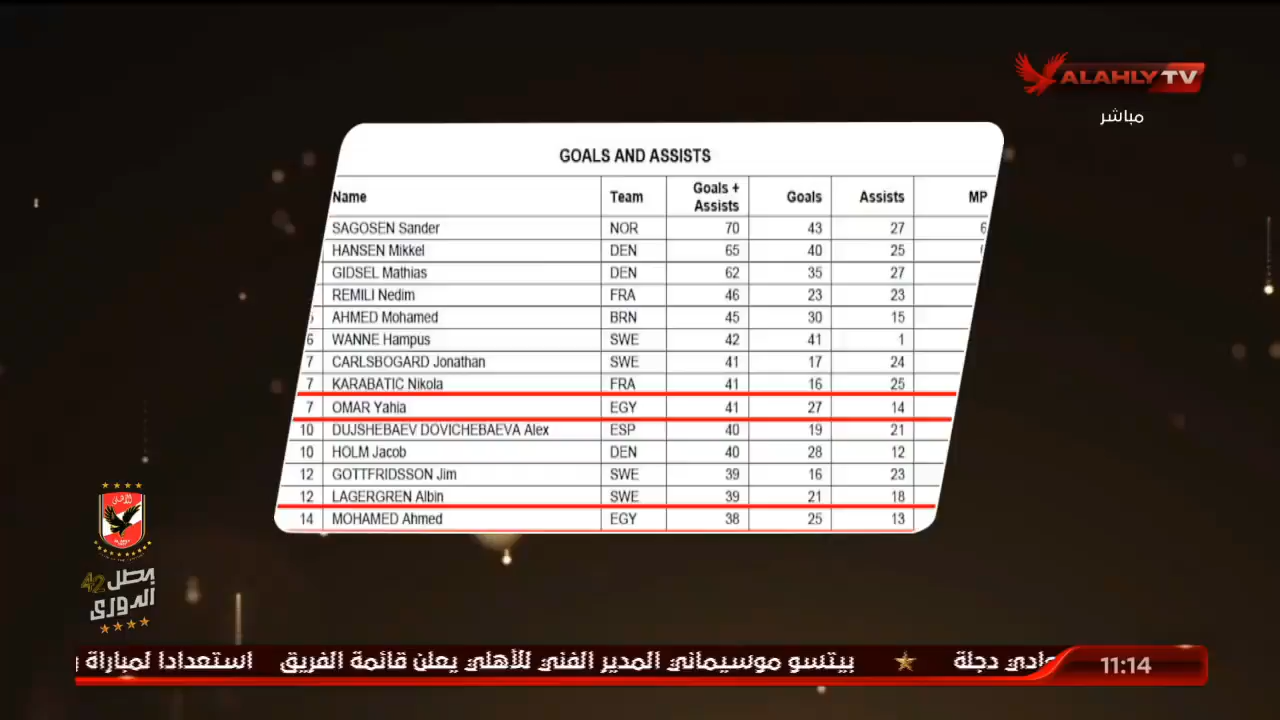 ALAHLY TV
مباشر
GOALS AND ASSISTS
Name Team Goals + Assists Goals Assists MP
SAGOSEN Sander NOR 70 43 27 6
HANSEN Mikkel DEN 65 40 25
GIDSEL Mathias DEN 62 35 27
REMILI Nedim FRA 46 23 23
AHMED Mohamed BRN 45 30 15
6 WANNE Hampus SWE 42 41 1
7 CARLSBOGARD Jonathan SWE 41 17 24
7 KARABATIC Nikola FRA 41 16 25
7 OMAR Yahia EGY 41 27 14
10 DUJSHEBAEV DOVICHEBAEVA Alex ESP 40 19 21
10 HOLM Jacob DEN 40 28 12
12 GOTTFRIDSSON Jim SWE 39 16 23
12 LAGERGREN Albin SWE 39 21 18
14 MOHAMED Ahmed EGY 38 25 13
بطل 42
الدوري
وادي دجلة ★ بيتسو موسيماني المدير الفني للأهلي يعلن قائمة الفريق استعدادا لمباراة
11:14